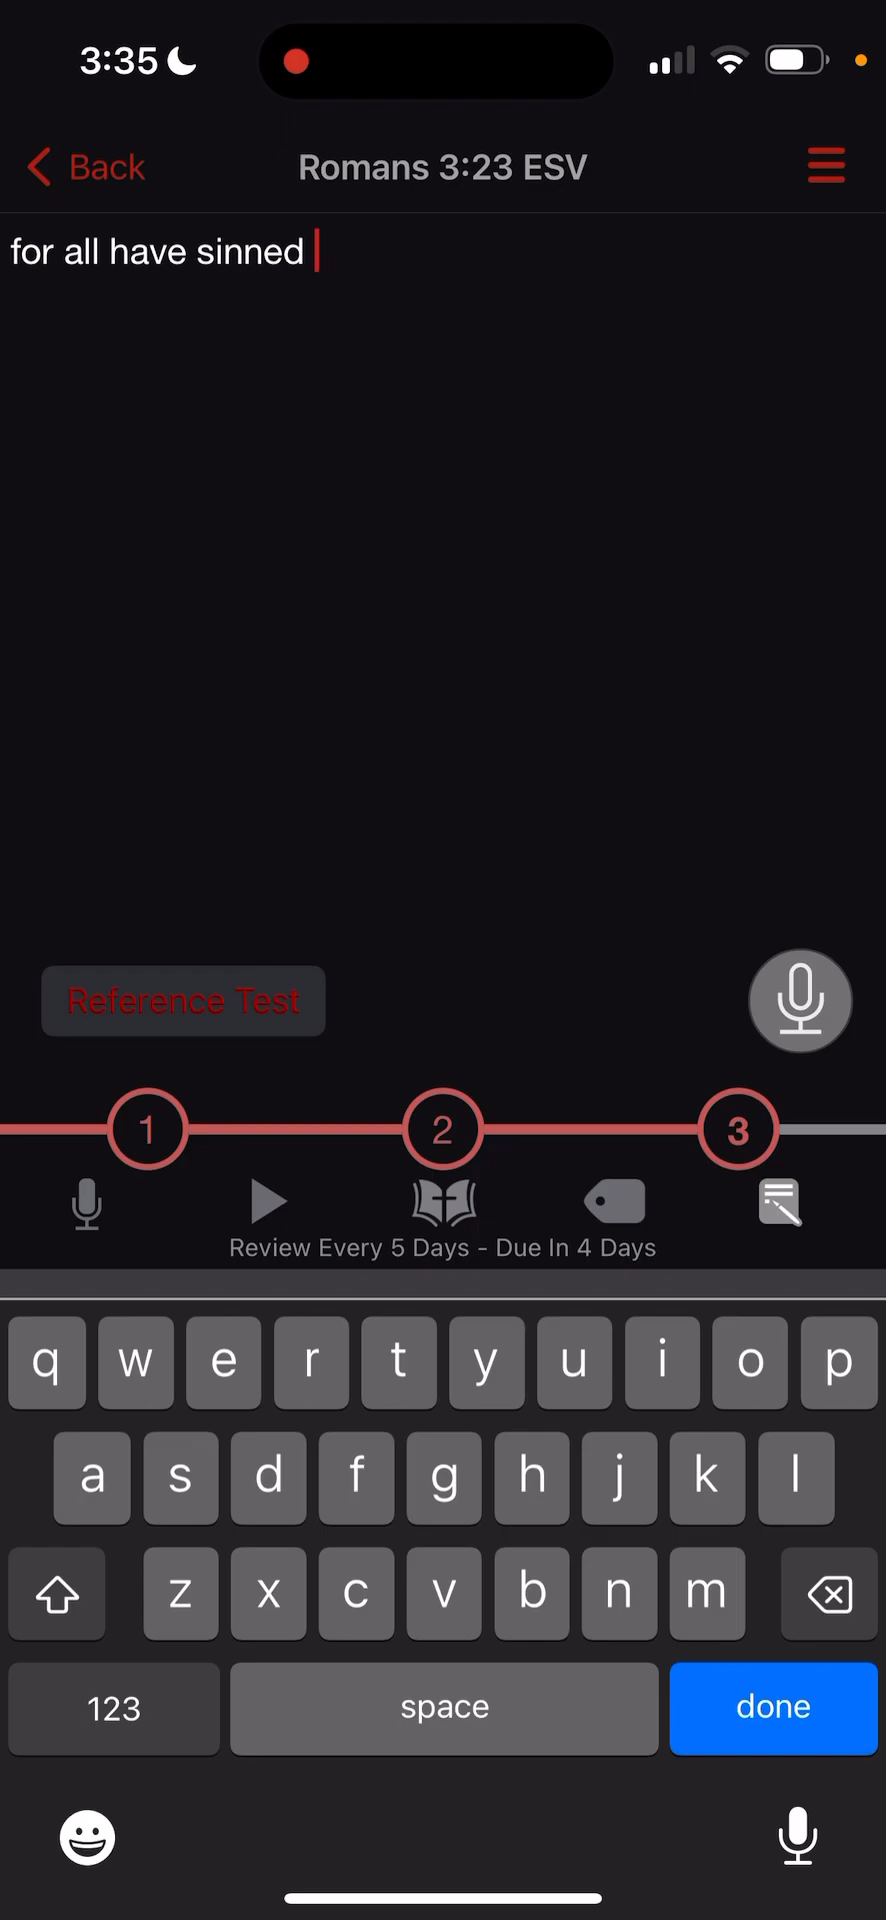 3:35
Back
Romans 3:23 ESV
for all have sinned
Reference Test
1 2 3
Review Every 5 Days - Due In 4 Days
q w e r t y u i o p
a s d f g h j k l
z x c v b n m
123 space done